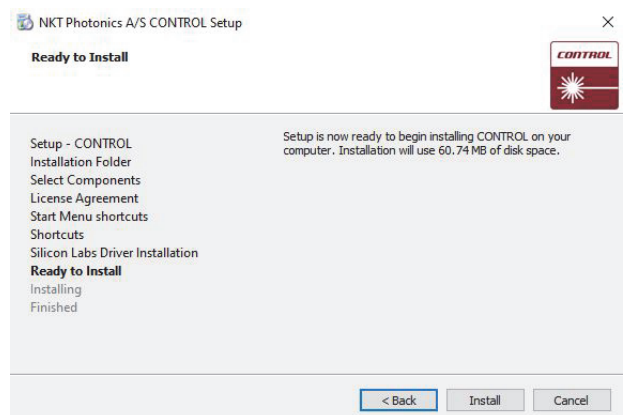 NKT Photonics A/S CONTROL Setup
Ready to Install
CONTROL
Setup - CONTROL
Installation Folder
Select Components
License Agreement
Start Menu shortcuts
Shortcuts
Silicon Labs Driver Installation
Ready to Install
Installing
Finished
Setup is now ready to begin installing CONTROL on your
computer. Installation will use 60.74 MB of disk space.
< Back
Install
Cancel